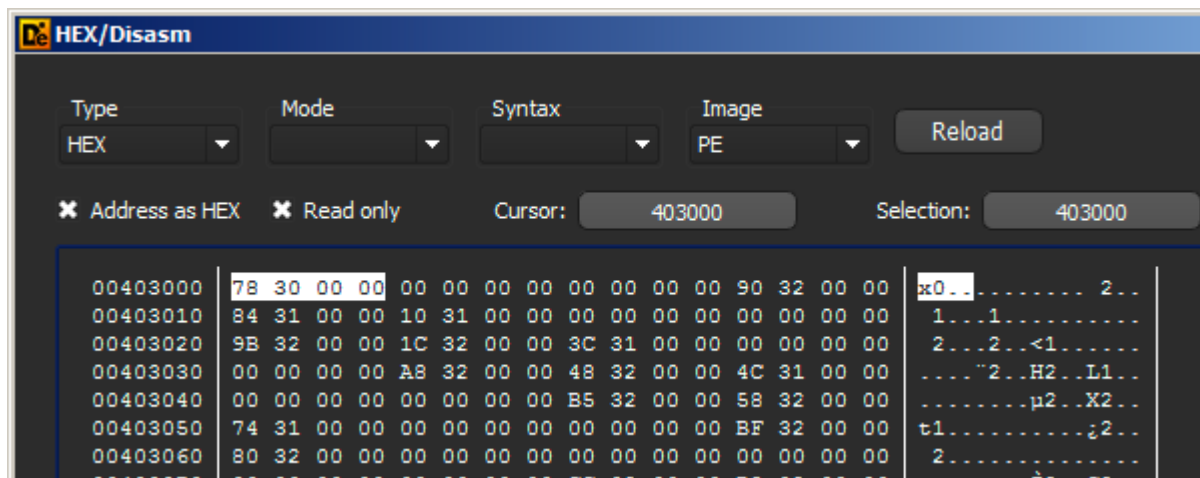 HEX/Disasm
Type Mode Syntax Image
HEX PE Reload
Address as HEX Read only Cursor: 403000 Selection: 403000
00403000 78 30 00 00 00 00 00 00 00 00 00 00 90 32 00 00 x0.......... 2..
00403010 84 31 00 00 10 31 00 00 00 00 00 00 00 00 00 00  1...1..........
00403020 9B 32 00 00 1C 32 00 00 3C 31 00 00 00 00 00 00  2...2..<1......
00403030 00 00 00 00 A8 32 00 00 48 32 00 00 4C 31 00 00 ....¨2..H2..L1..
00403040 00 00 00 00 00 00 00 00 B5 32 00 00 58 32 00 00 ........µ2..X2..
00403050 74 31 00 00 00 00 00 00 00 00 00 00 BF 32 00 00 t1..........¿2..
00403060 80 32 00 00 00 00 00 00 00 00 00 00 00 00 00 00  2..............